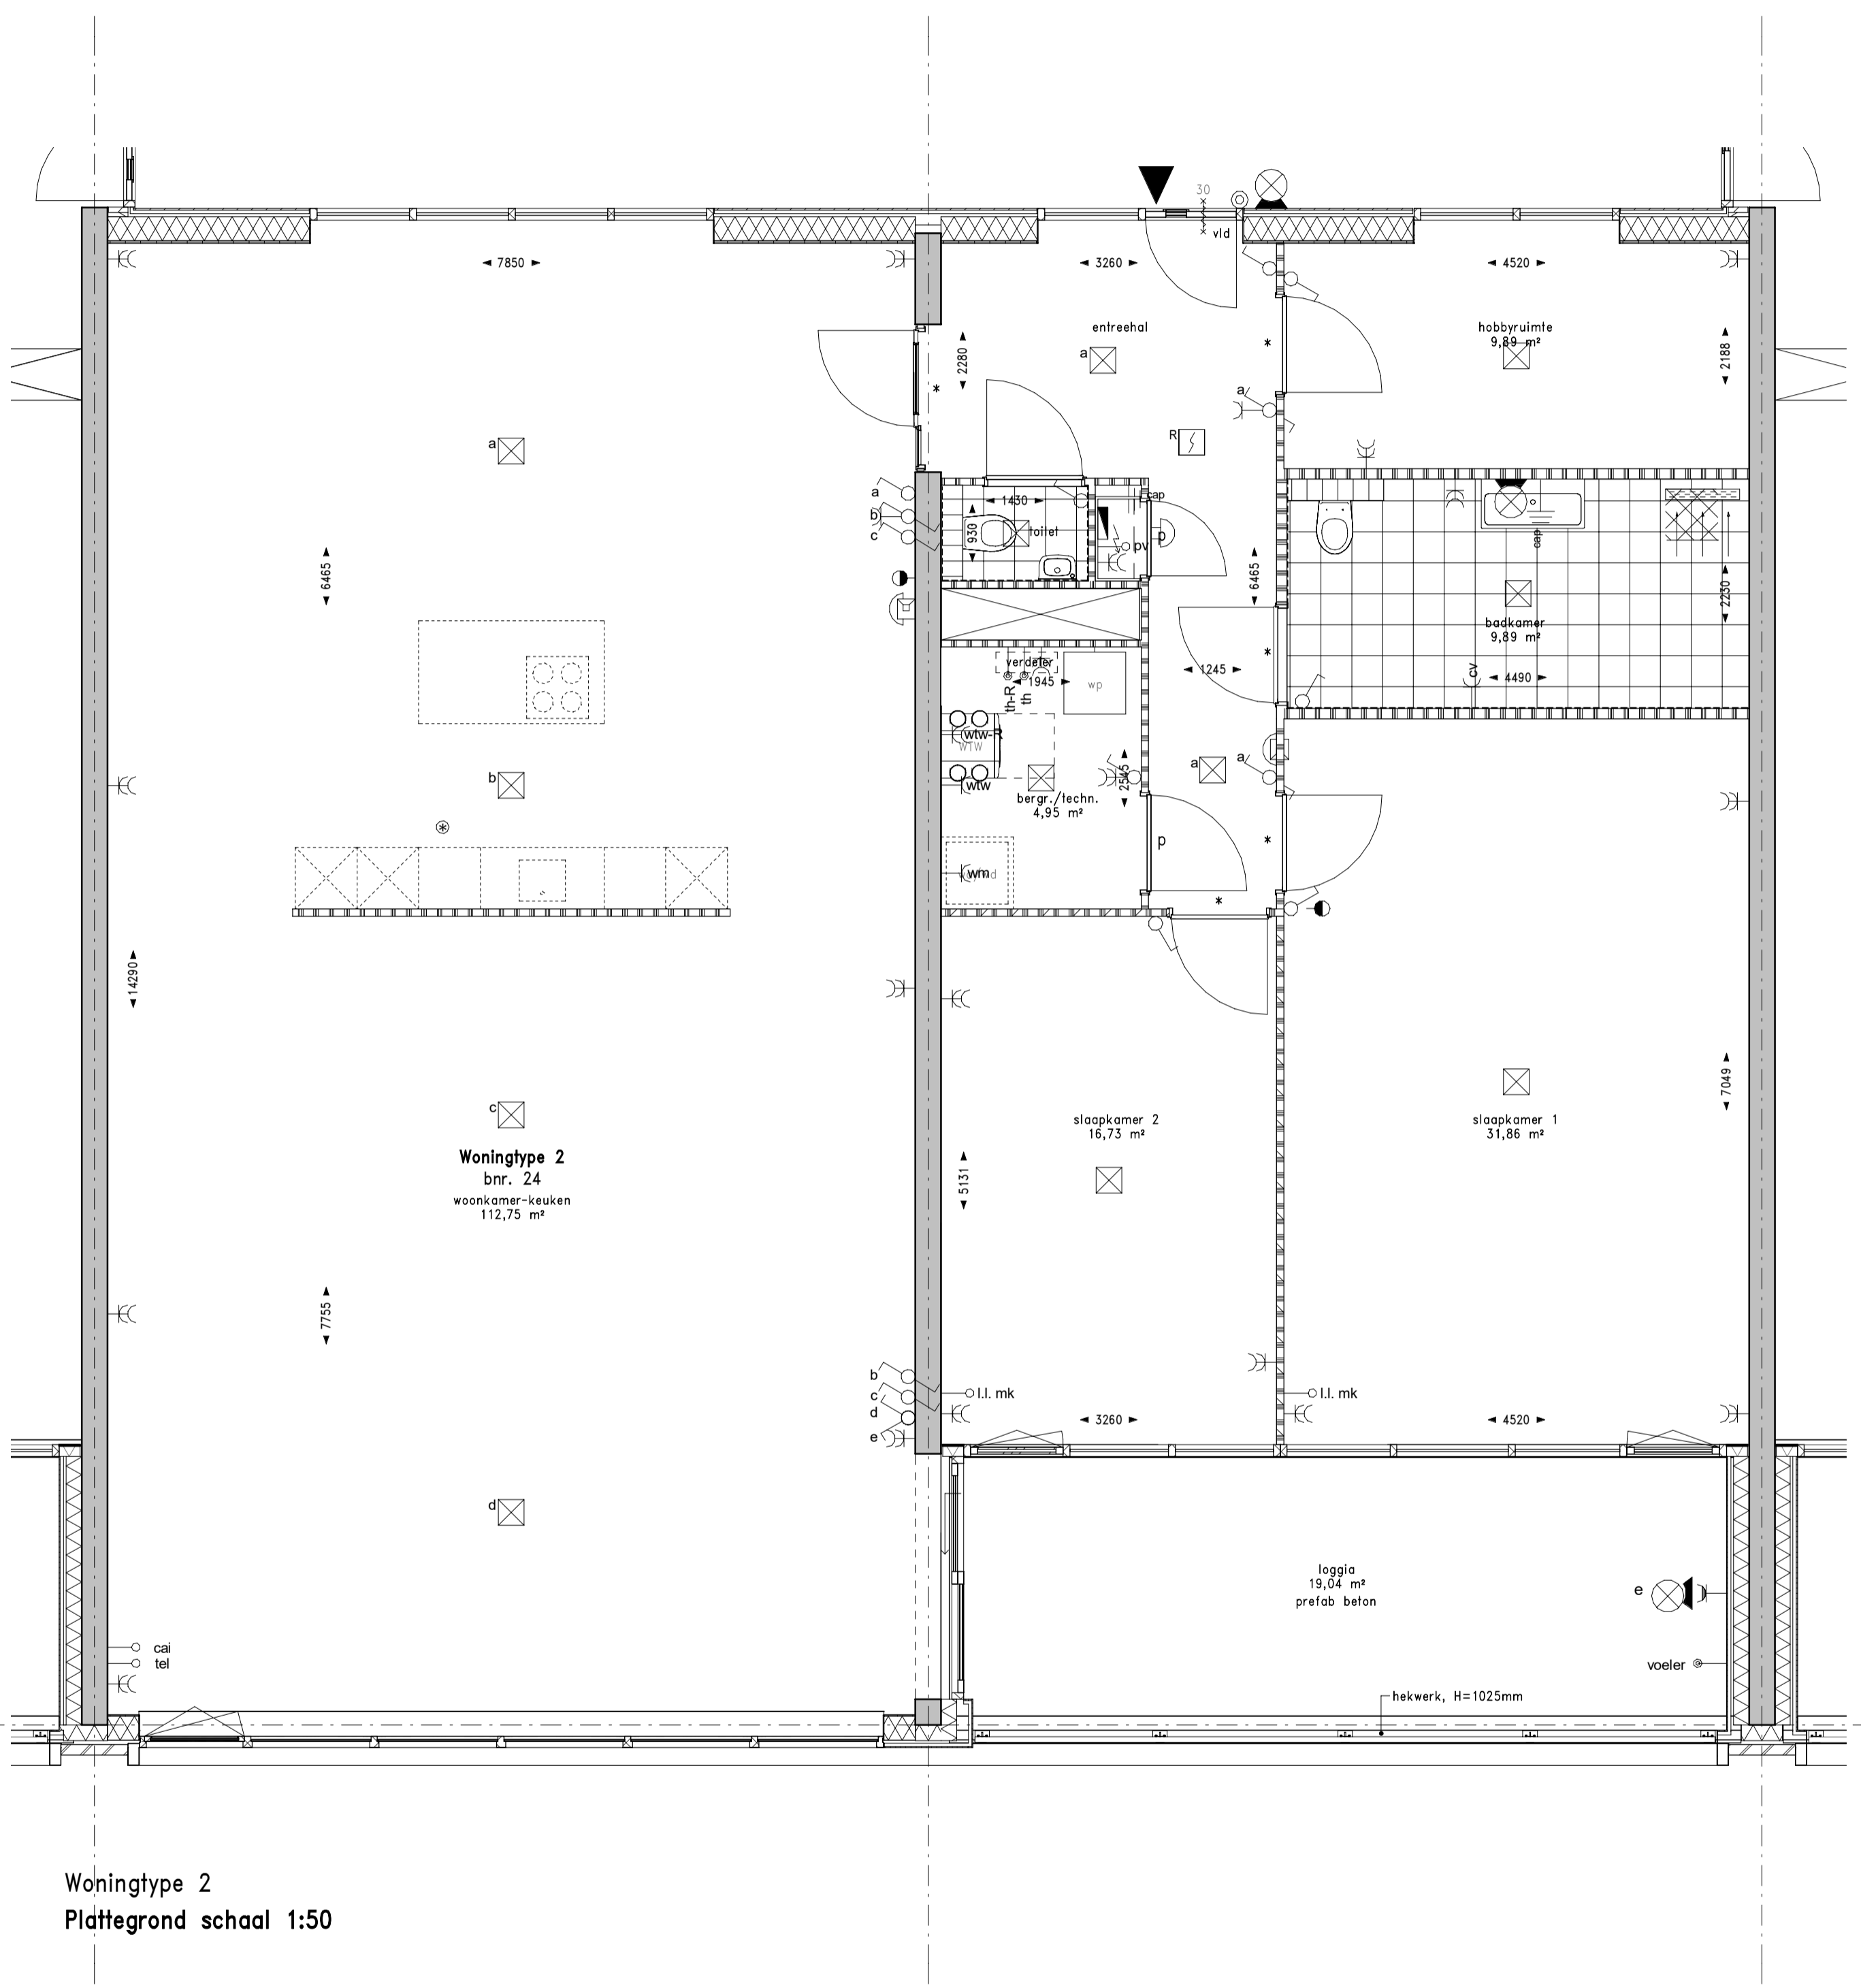 30
vld
7850
3260
4520
entreehal
a
2280
*
*
hobbyruimte
9,89 m²
2188
a
a
R
a
b
c
1430
930
toilet
cap
p
pv
6465
6465
cap
2230
badkamer
9,89 m²
cv
4490
*
1245
verdeler
1945
th-R
th
wp
wtw-R
WTW
wtw
2545
bergr./techn.
4,95 m²
a
a
b
*
p
*
wm
*
14290
c
Woningtype 2
bnr. 24
woonkamer-keuken
112,75 m²
slaapkamer 2
16,73 m²
5131
slaapkamer 1
31,86 m²
7049
7755
b
c
d
e
l.l. mk
l.l. mk
3260
4520
d
loggia
19,04 m²
prefab beton
e
cai
tel
voeler
hekwerk, H=1025mm
Woningtype 2
Plattegrond schaal 1:50